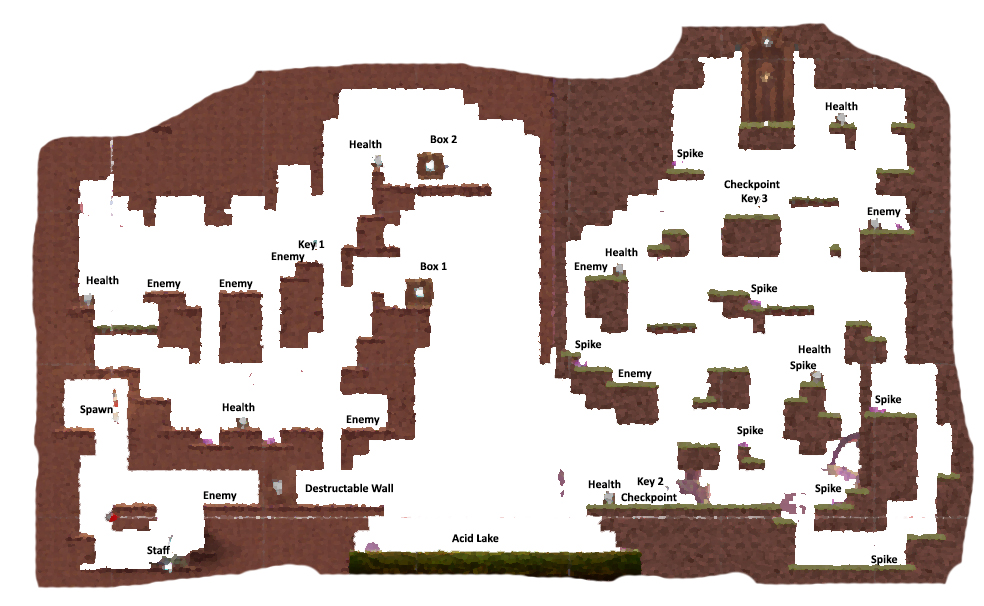 Health
Health
Box 2
Spike
Checkpoint
Key 3
Enemy
Key 1
Enemy
Health
Enemy
Box 1
Health
Enemy
Enemy
Spike
Spike
Health
Spike
Enemy
Spike
Spawn
Health
Enemy
Spike
Enemy
Destructable Wall
Health
Key 2
Checkpoint
Spike
Acid Lake
Staff
Spike